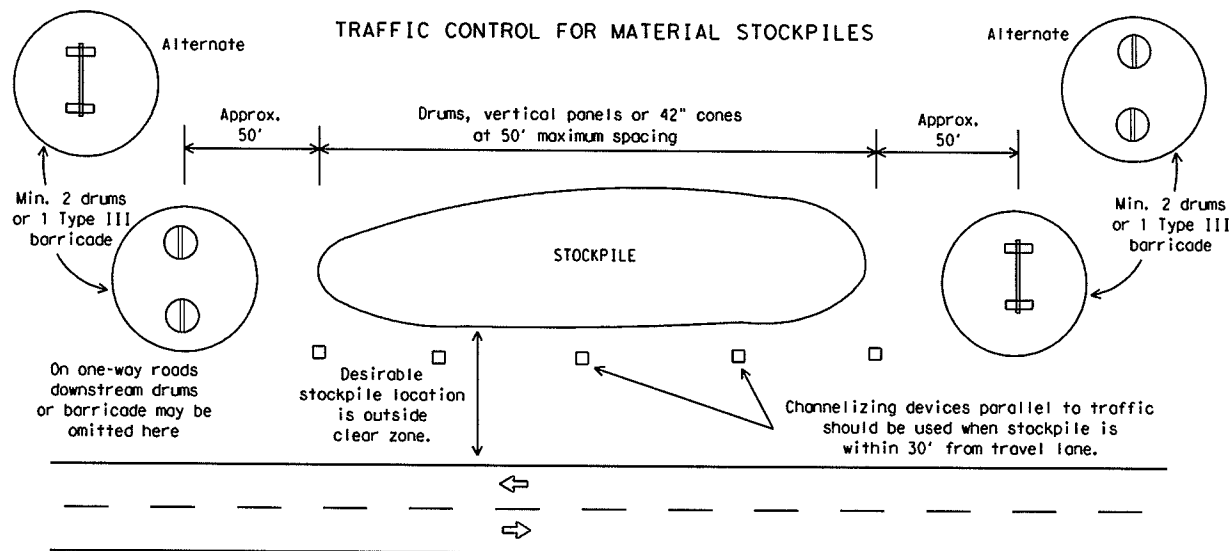 TRAFFIC CONTROL FOR MATERIAL STOCKPILES
Alternate
Alternate
Approx.
50'
Drums, vertical panels or 42" cones
at 50' maximum spacing
Approx.
50'
Min. 2 drums
or 1 Type III
barricade
Min. 2 drums
or 1 Type III
barricade
STOCKPILE
On one-way roads
downstream drums
or barricade may be
omitted here
Desirable
stockpile location
is outside
clear zone.
Channelizing devices parallel to traffic
should be used when stockpile is
within 30' from travel lane.